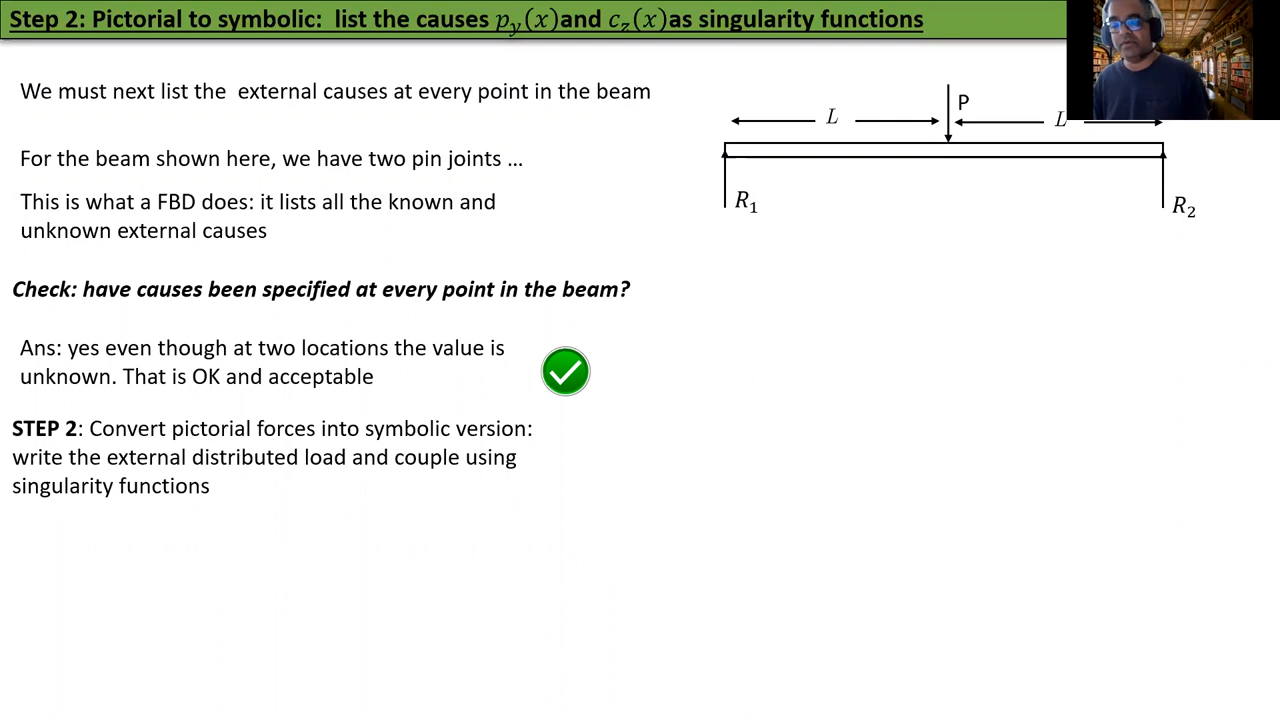 Step 2: Pictorial to symbolic: list the causes p_y(x)and c_z(x)as singularity functions
We must next list the external causes at every point in the beam
For the beam shown here, we have two pin joints ...
This is what a FBD does: it lists all the known and
unknown external causes
Check: have causes been specified at every point in the beam?
Ans: yes even though at two locations the value is
unknown. That is OK and acceptable
STEP 2: Convert pictorial forces into symbolic version:
write the external distributed load and couple using
singularity functions
P
L
L
R₁
R₂